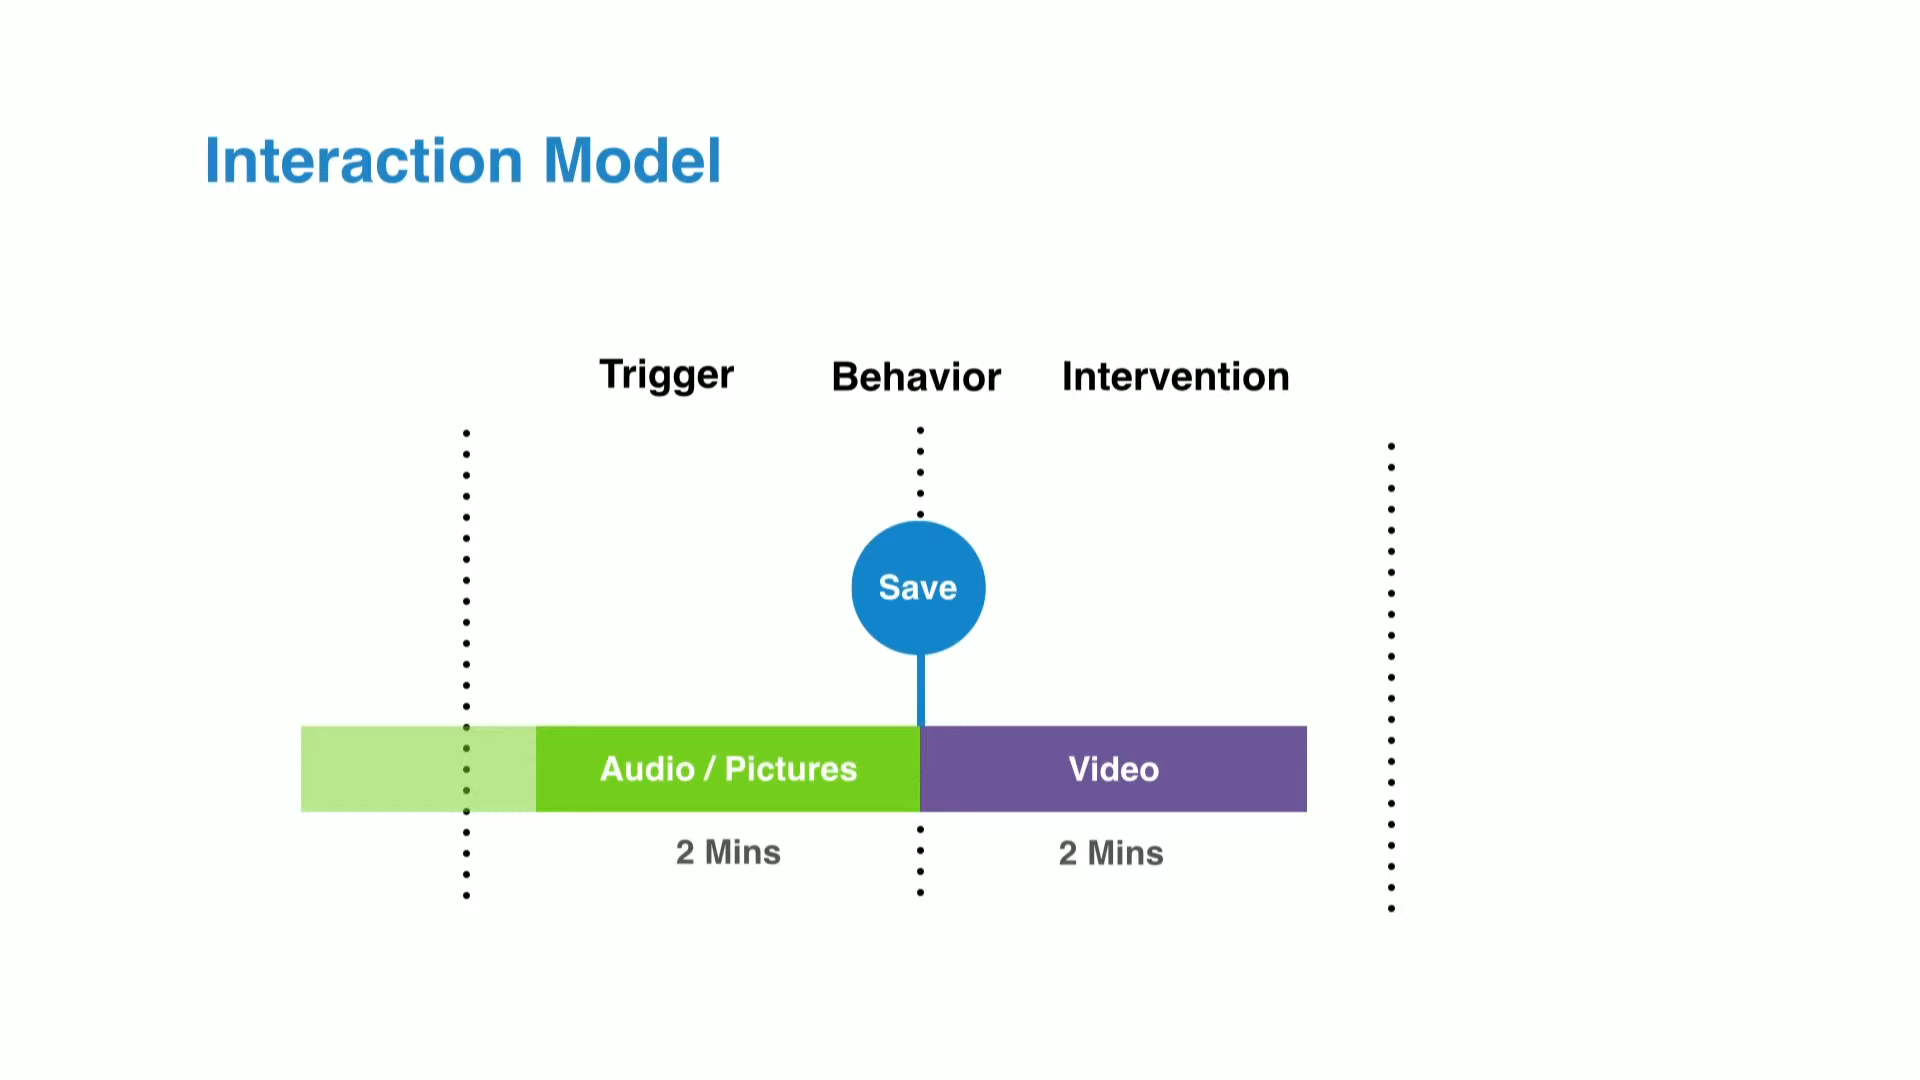 Interaction Model
Trigger
Behavior
Intervention
Save
Audio / Pictures
Video
2 Mins
2 Mins